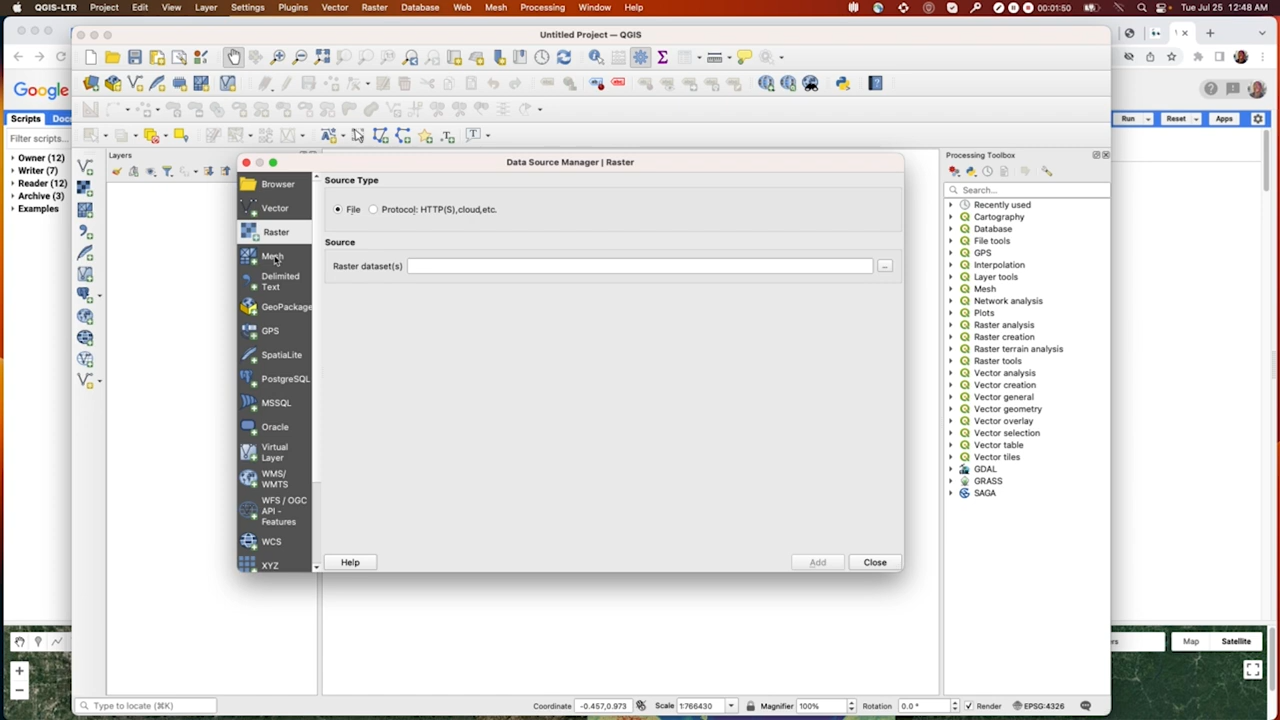 QGIS-LTR Project Edit View Layer Settings Plugins Vector Raster Database Web Mesh Processing Window Help 00:01:50 Tue Jul 25 12:48 AM
Untitled Project — QGIS
Google
Scripts Doc
Run Reset Apps
Filter scripts...
Owner (12)
Writer (7)
Reader (12)
Archive (3)
Examples
Layers
Data Source Manager | Raster
Browser
Vector
Raster
Mesh
Delimited
Text
GeoPackage
GPS
SpatiaLite
PostgreSQL
MSSQL
Oracle
Virtual
Layer
WMS/
WMTS
WFS / OGC
API -
Features
WCS
XYZ
Source Type
File Protocol: HTTP(S),cloud,etc.
Source
Raster dataset(s) ...
Help Add Close
Processing Toolbox
Search...
Recently used
Cartography
Database
File tools
GPS
Interpolation
Layer tools
Mesh
Network analysis
Plots
Raster analysis
Raster creation
Raster terrain analysis
Raster tools
Vector analysis
Vector creation
Vector general
Vector geometry
Vector overlay
Vector selection
Vector table
Vector tiles
GDAL
GRASS
SAGA
ers Map Satellite
Type to locate (⌘K) Coordinate -0.457,0.973 Scale 1:766430 Magnifier 100% Rotation 0.0 ° Render EPSG:4326